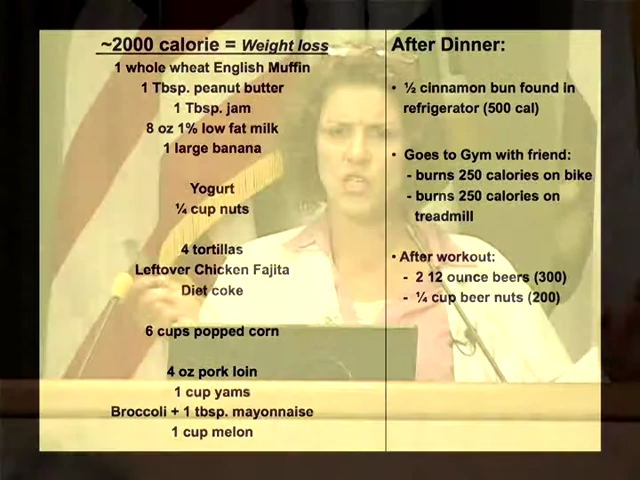 ~2000 calorie = Weight loss
1 whole wheat English Muffin
1 Tbsp. peanut butter
1 Tbsp. jam
8 oz 1% low fat milk
1 large banana
Yogurt
¼ cup nuts
4 tortillas
Leftover Chicken Fajita
Diet coke
6 cups popped corn
4 oz pork loin
1 cup yams
Broccoli + 1 tbsp. mayonnaise
1 cup melon
After Dinner:
• ½ cinnamon bun found in
refrigerator (500 cal)
• Goes to Gym with friend:
- burns 250 calories on bike
- burns 250 calories on
treadmill
• After workout:
- 2 12 ounce beers (300)
- ¼ cup beer nuts (200)